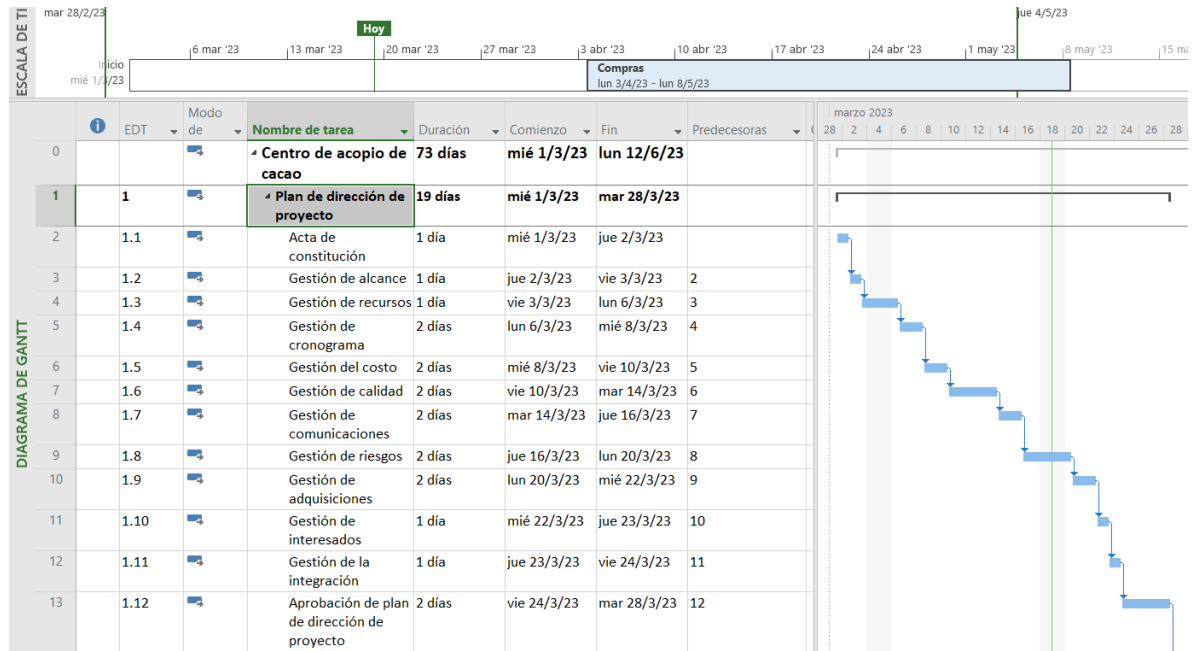 ESCALA DE TI
mar 28/2/23
jue 4/5/23
Hoy
6 mar '23 13 mar '23 20 mar '23 27 mar '23 3 abr '23 10 abr '23 17 abr '23 24 abr '23 1 may '23 8 may '23 15 ma
Inicio
mié 1/3/23
Compras
lun 3/4/23 - lun 8/5/23
DIAGRAMA DE GANTT
EDT Modo de Nombre de tarea Duración Comienzo Fin Predecesoras
marzo 2023
28 2 4 6 8 10 12 14 16 18 20 22 24 26 28
0 Centro de acopio de 73 días mié 1/3/23 lun 12/6/23
cacao
1 1 Plan de dirección de 19 días mié 1/3/23 mar 28/3/23
proyecto
2 1.1 Acta de 1 día mié 1/3/23 jue 2/3/23
constitución
3 1.2 Gestión de alcance 1 día jue 2/3/23 vie 3/3/23 2
4 1.3 Gestión de recursos 1 día vie 3/3/23 lun 6/3/23 3
5 1.4 Gestión de 2 días lun 6/3/23 mié 8/3/23 4
cronograma
6 1.5 Gestión del costo 2 días mié 8/3/23 vie 10/3/23 5
7 1.6 Gestión de calidad 2 días vie 10/3/23 mar 14/3/23 6
8 1.7 Gestión de 2 días mar 14/3/23 jue 16/3/23 7
comunicaciones
9 1.8 Gestión de riesgos 2 días jue 16/3/23 lun 20/3/23 8
10 1.9 Gestión de 2 días lun 20/3/23 mié 22/3/23 9
adquisiciones
11 1.10 Gestión de 1 día mié 22/3/23 jue 23/3/23 10
interesados
12 1.11 Gestión de la 1 día jue 23/3/23 vie 24/3/23 11
integración
13 1.12 Aprobación de plan 2 días vie 24/3/23 mar 28/3/23 12
de dirección de
proyecto